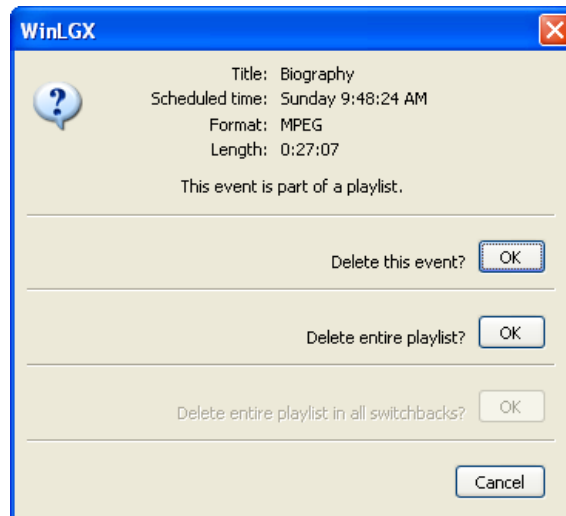 WinLGX
Title: Biography
Scheduled time: Sunday 9:48:24 AM
Format: MPEG
Length: 0:27:07
This event is part of a playlist.
Delete this event? OK
Delete entire playlist? OK
Delete entire playlist in all switchbacks? OK
Cancel